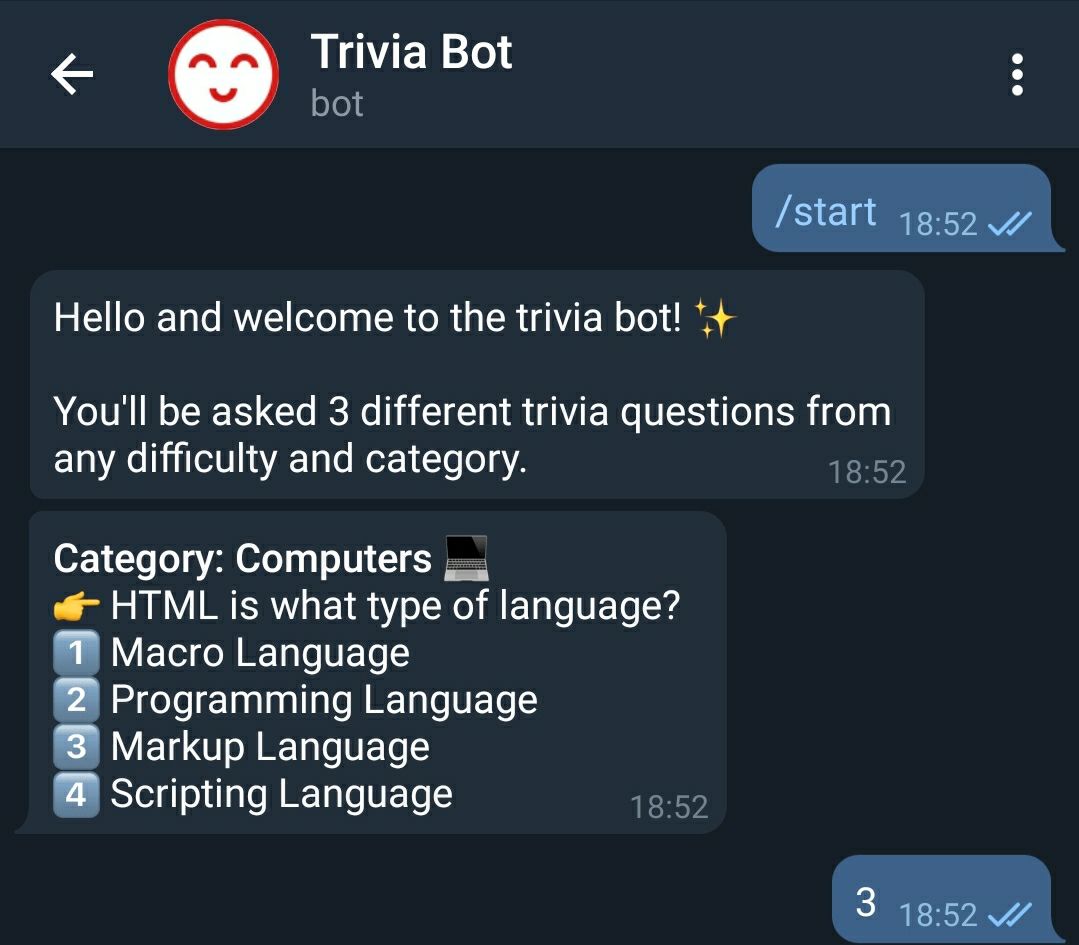 Trivia Bot
bot
/start 18:52
Hello and welcome to the trivia bot! ✨
You'll be asked 3 different trivia questions from
any difficulty and category.
18:52
Category: Computers 💻
👉 HTML is what type of language?
1️⃣ Macro Language
2️⃣ Programming Language
3️⃣ Markup Language
4️⃣ Scripting Language
18:52
3 18:52